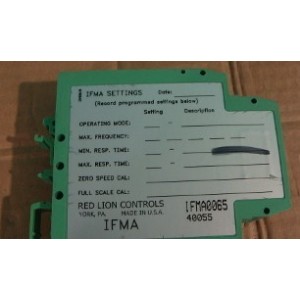 IFMA SETTINGS Date:
(Record programmed settings below)
Setting Description
OPERATING MODE:
MAX. FREQUENCY:
MIN. RESP. TIME:
MAX. RESP. TIME:
ZERO SPEED CAL:
FULL SCALE CAL:
RED LION CONTROLS IFMA0065
YORK, PA. MADE IN U.S.A. 40055
IFMA